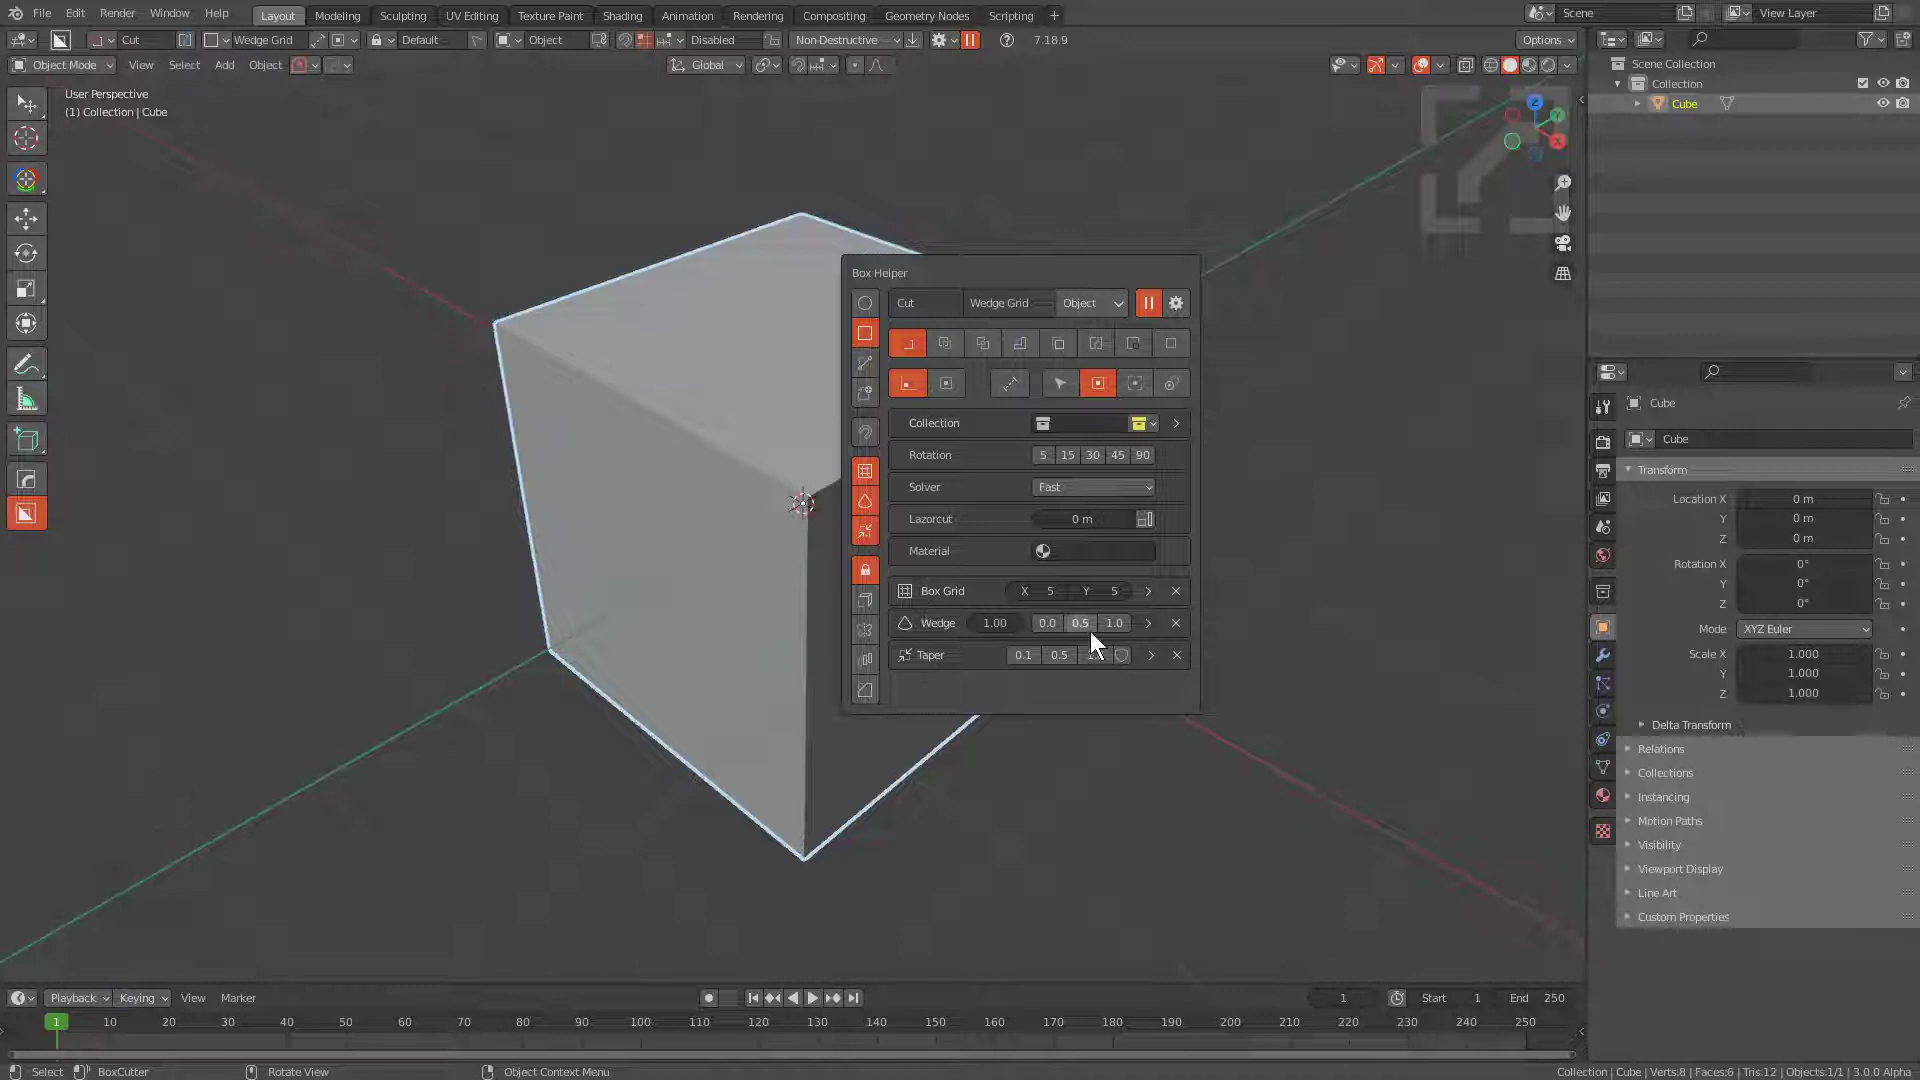 File Edit Render Window Help Layout Modeling Sculpting UV Editing Texture Paint Shading Animation Rendering Compositing Geometry Nodes Scripting + Scene View Layer
Cut Wedge Grid Default Object Disabled Non-Destructive 7.18.9 Options
Object Mode View Select Add Object Global
User Perspective
(1) Collection | Cube
Scene Collection
Collection
Cube
Z
Y
X
Box Helper
Cut Wedge Grid Object
Collection
Rotation 5 15 30 45 90
Solver Fast
Lazorcut 0 m
Material
Box Grid X 5 Y 5
Wedge 1.00 0.0 0.5 1.0
Taper 0.1 0.5
Cube
Cube
Transform
Location X 0 m
Y 0 m
Z 0 m
Rotation X 0°
Y 0°
Z 0°
Mode XYZ Euler
Scale X 1.000
Y 1.000
Z 1.000
Delta Transform
Relations
Collections
Instancing
Motion Paths
Visibility
Viewport Display
Line Art
Custom Properties
Playback Keying View Marker 1 Start 1 End 250
1 10 20 30 40 50 60 70 80 90 100 110 120 130 140 150 160 170 180 190 200 210 220 230 240 250
Select BoxCutter Rotate View Object Context Menu Collection | Cube | Verts:8 | Faces:6 | Tris:12 | Objects:1/1 | 3.0.0 Alpha